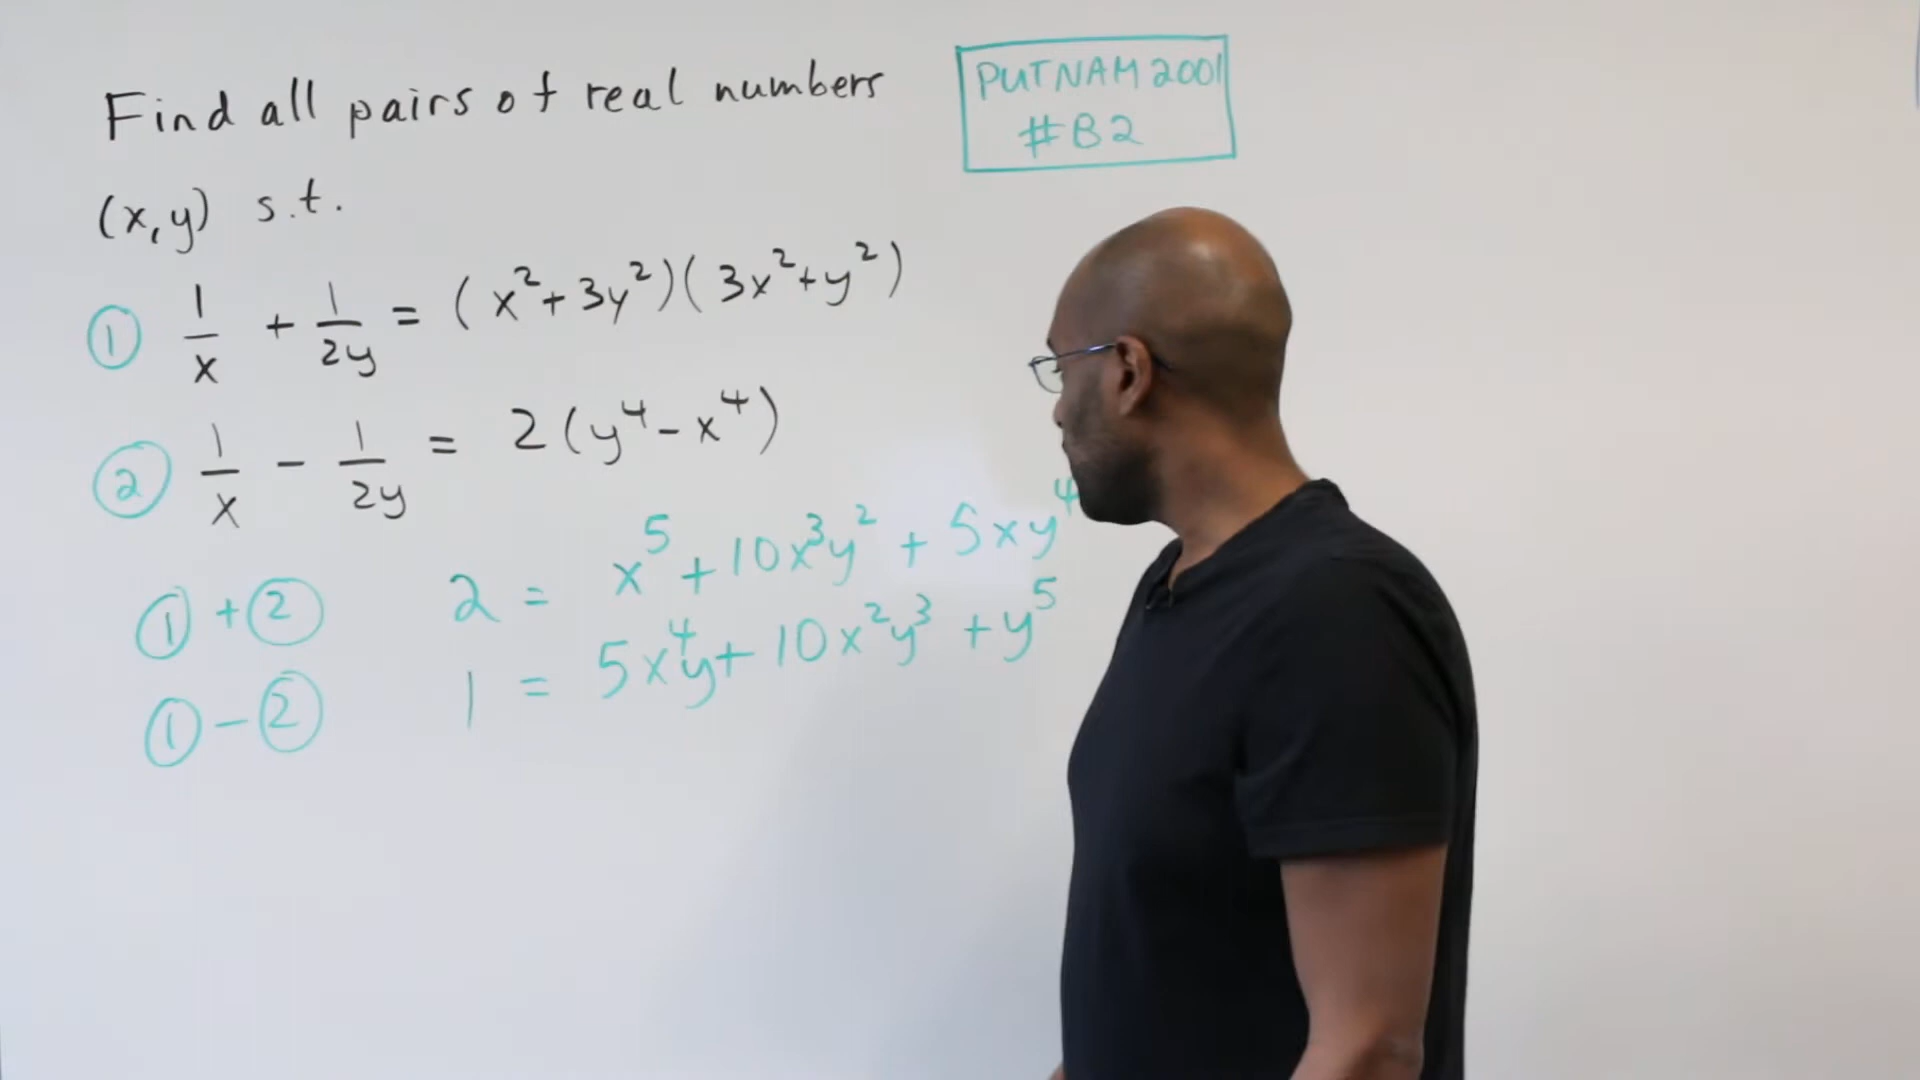 Find all pairs of real numbers
(x,y) s.t.
PUTNAM 2001
#B2
① 1/x + 1/2y = (x²+3y²)(3x²+y²)
② 1/x - 1/2y = 2(y⁴-x⁴)
①+② 2 = x⁵+10x³y²+5xy⁴
①-② 1 = 5x⁴y+10x²y³+y⁵